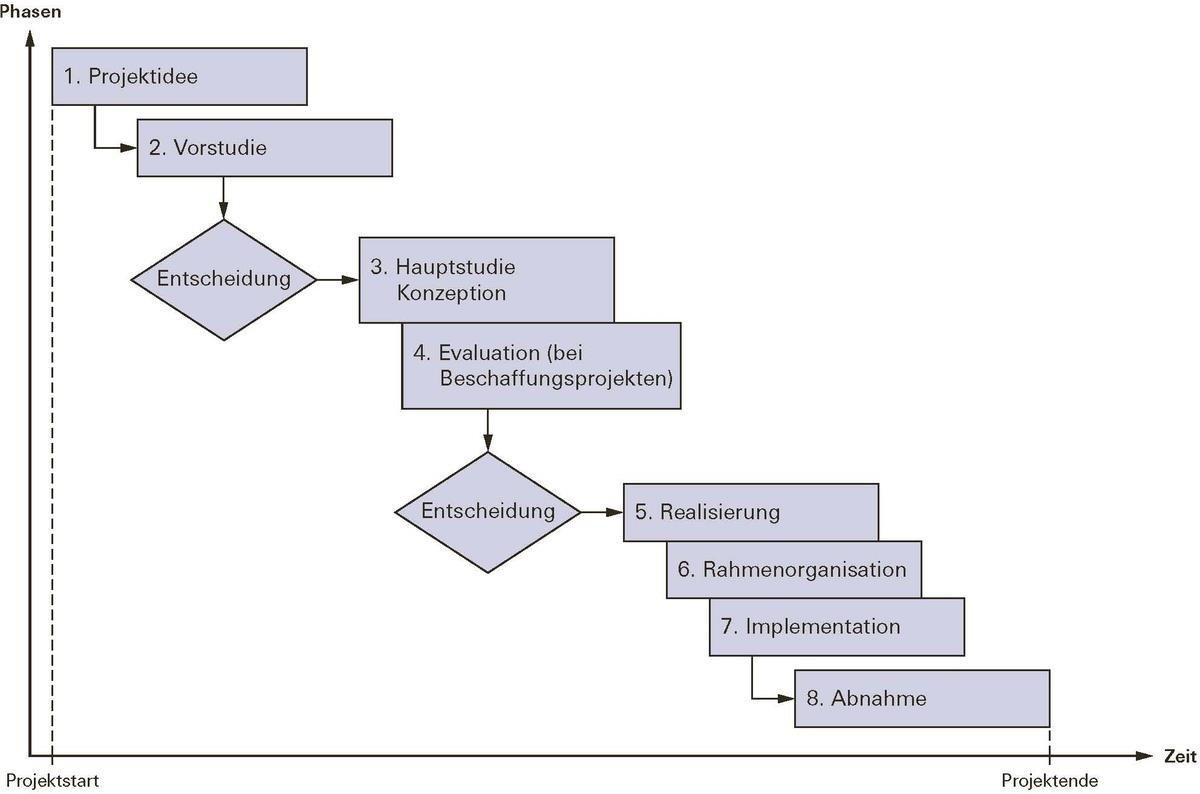 Phasen
1. Projektidee
2. Vorstudie
Entscheidung
3. Hauptstudie
Konzeption
4. Evaluation (bei
Beschaffungsprojekten)
Entscheidung
5. Realisierung
6. Rahmenorganisation
7. Implementation
8. Abnahme
Zeit
Projektstart
Projektende